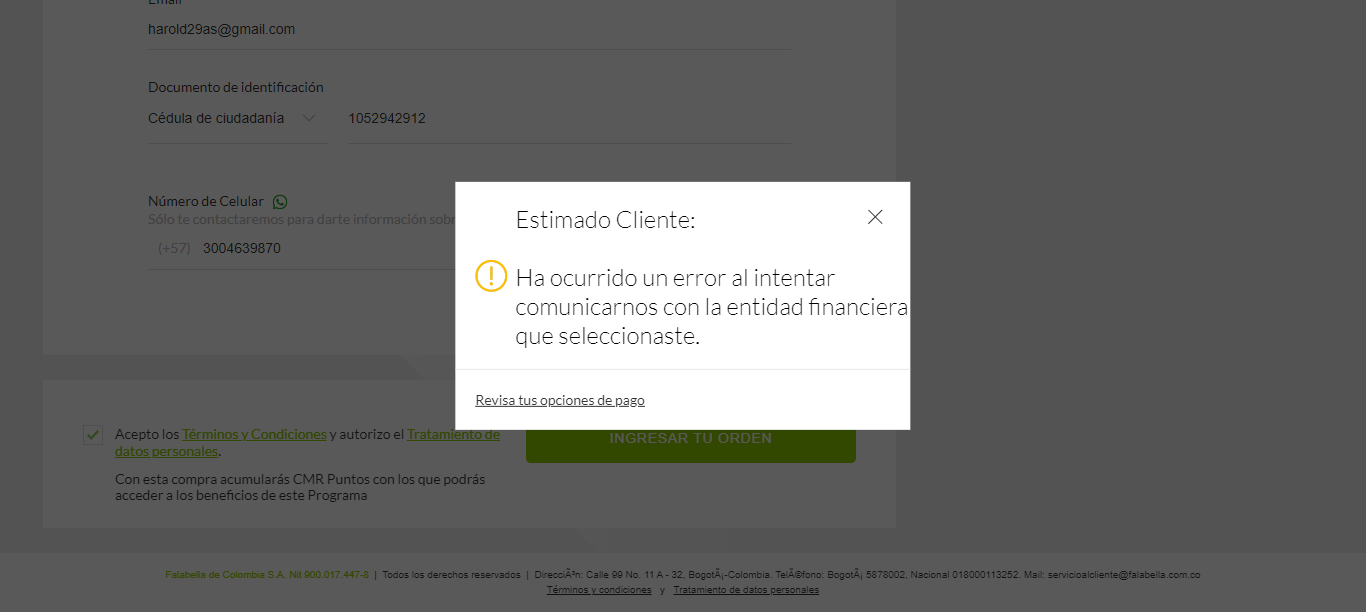 Email
harold29as@gmail.com
Documento de identificación
Cédula de ciudadanía 1052942912
Número de Celular
Sólo te contactaremos para darte información sobr
(+57) 3004639870
Estimado Cliente:
Ha ocurrido un error al intentar
comunicarnos con la entidad financiera
que seleccionaste.
Revisa tus opciones de pago
Acepto los Términos y Condiciones y autorizo el Tratamiento de
datos personales.
Con esta compra acumularás CMR Puntos con los que podrás
acceder a los beneficios de este Programa
INGRESAR TU ORDEN
Falabella de Colombia S.A. Nit 900.017.447-8 | Todos los derechos reservados | DirecciÃ³n: Calle 99 No. 11 A - 32, BogotÃ¡-Colombia. TelÃ©fono: BogotÃ¡ 5878002, Nacional 018000113252. Mail: servicioalcliente@falabella.com.co
Términos y condiciones y Tratamiento de datos personales